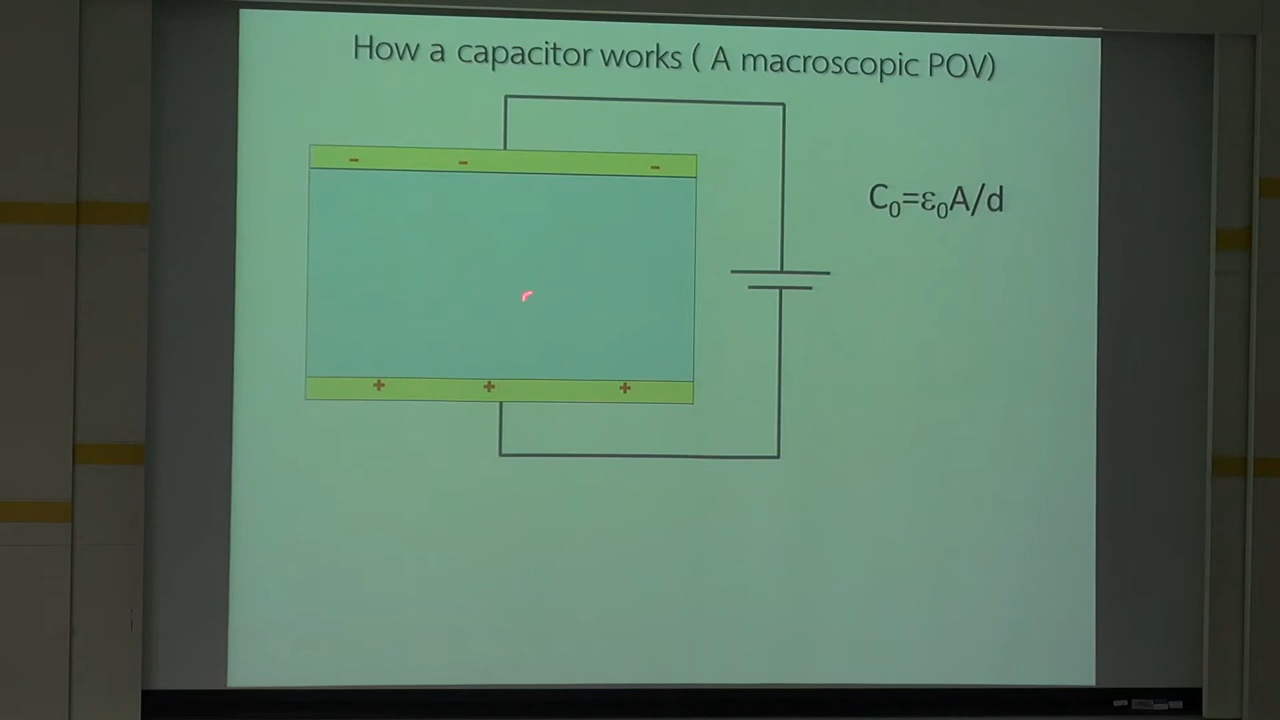 How a capacitor works ( A macroscopic POV)
- - -
C₀=ε₀A/d
+ + +